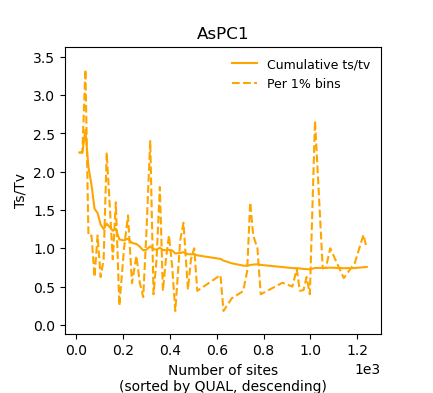 AsPC1
Cumulative ts/tv
Per 1% bins
Ts/Tv
3.5
3.0
2.5
2.0
1.5
1.0
0.5
0.0
0.0 0.2 0.4 0.6 0.8 1.0 1.2
1e3
Number of sites
(sorted by QUAL, descending)